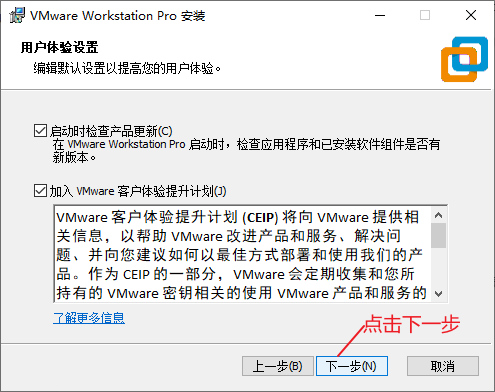 VMware Workstation Pro 安装
用户体验设置
编辑默认设置以提高您的用户体验。
启动时检查产品更新(C)
在 VMware Workstation Pro 启动时，检查应用程序和已安装软件组件是否有
新版本。
加入 VMware 客户体验提升计划(J)
VMware 客户体验提升计划 (CEIP) 将向 VMware 提供相
关信息，以帮助 VMware 改进产品和服务、解决问
题、并向您建议如何以最佳方式部署和使用我们的产
品。作为 CEIP 的一部分，VMware 会定期收集和您所
持有的 VMware 密钥相关的使用 VMware 产品和服务的
了解更多信息
点击下一步
上一步(B)
下一步(N)
取消